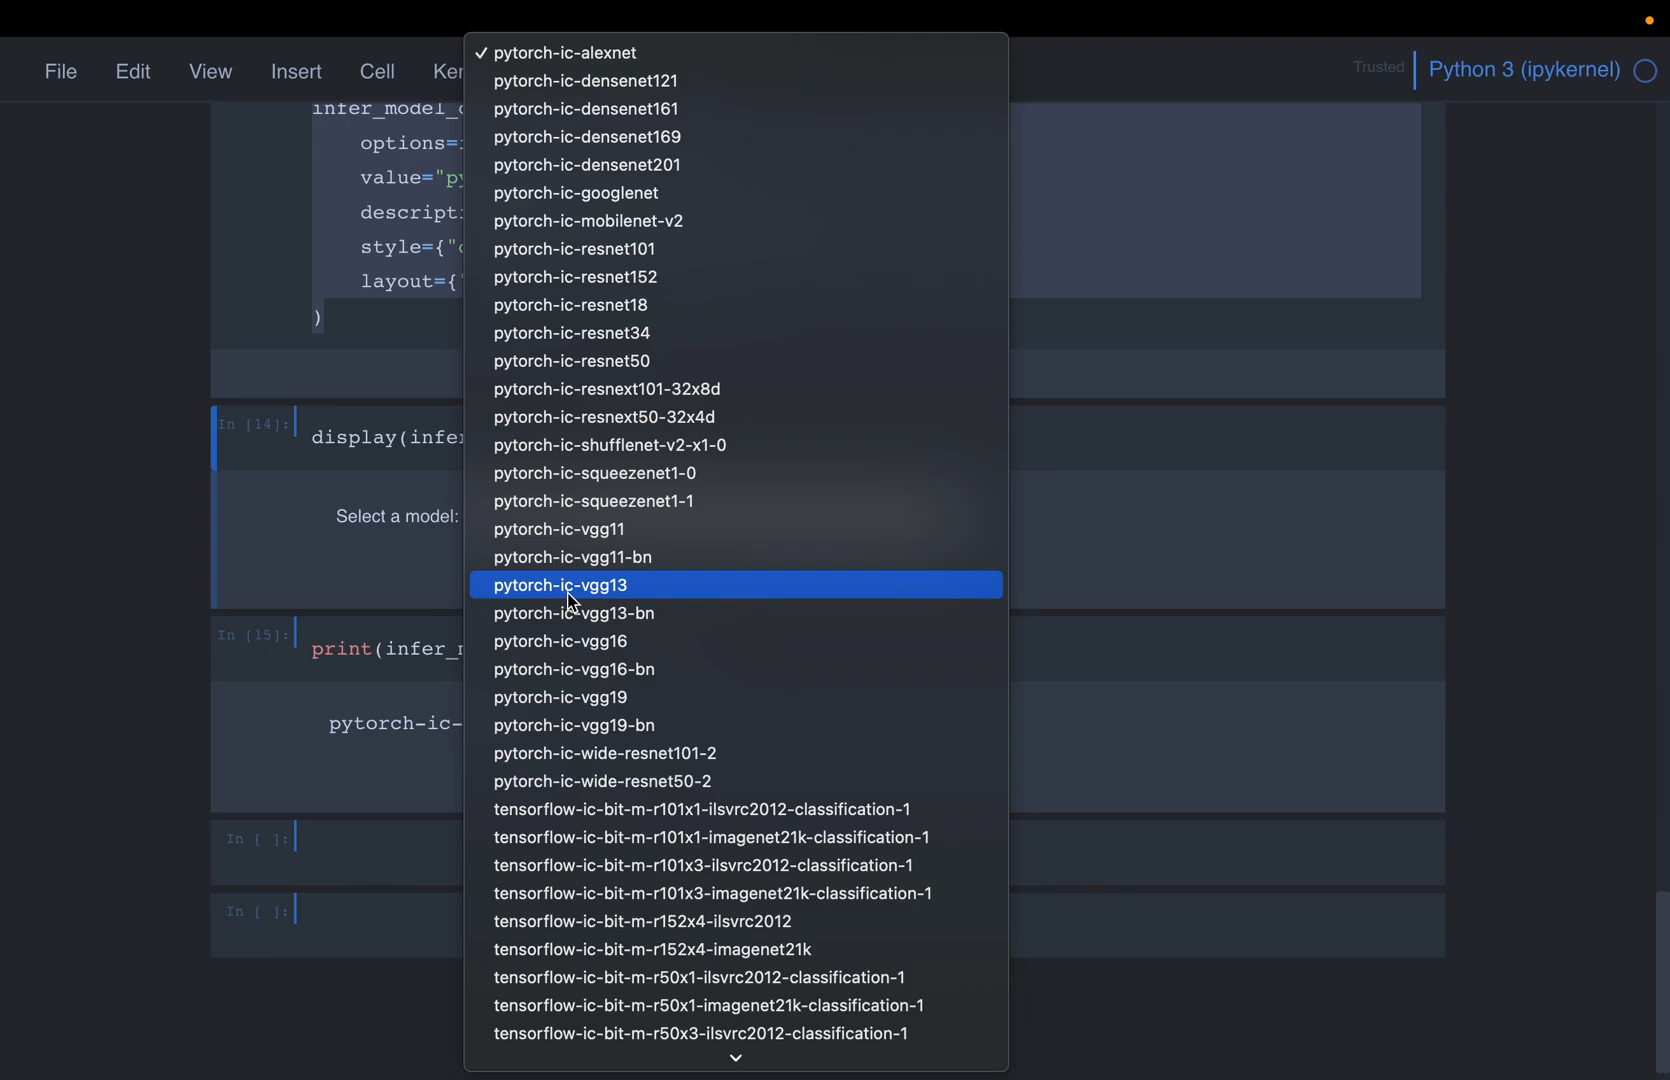 File Edit View Insert Cell Ker Trusted Python 3 (ipykernel)
infer_model_
options=
value="py
descript
style={"
layout={
)
In [14]: display(infer
Select a model:
In [15]: print(infer_
pytorch-ic-
In [ ]:
In [ ]:
✓ pytorch-ic-alexnet
pytorch-ic-densenet121
pytorch-ic-densenet161
pytorch-ic-densenet169
pytorch-ic-densenet201
pytorch-ic-googlenet
pytorch-ic-mobilenet-v2
pytorch-ic-resnet101
pytorch-ic-resnet152
pytorch-ic-resnet18
pytorch-ic-resnet34
pytorch-ic-resnet50
pytorch-ic-resnext101-32x8d
pytorch-ic-resnext50-32x4d
pytorch-ic-shufflenet-v2-x1-0
pytorch-ic-squeezenet1-0
pytorch-ic-squeezenet1-1
pytorch-ic-vgg11
pytorch-ic-vgg11-bn
pytorch-ic-vgg13
pytorch-ic-vgg13-bn
pytorch-ic-vgg16
pytorch-ic-vgg16-bn
pytorch-ic-vgg19
pytorch-ic-vgg19-bn
pytorch-ic-wide-resnet101-2
pytorch-ic-wide-resnet50-2
tensorflow-ic-bit-m-r101x1-ilsvrc2012-classification-1
tensorflow-ic-bit-m-r101x1-imagenet21k-classification-1
tensorflow-ic-bit-m-r101x3-ilsvrc2012-classification-1
tensorflow-ic-bit-m-r101x3-imagenet21k-classification-1
tensorflow-ic-bit-m-r152x4-ilsvrc2012
tensorflow-ic-bit-m-r152x4-imagenet21k
tensorflow-ic-bit-m-r50x1-ilsvrc2012-classification-1
tensorflow-ic-bit-m-r50x1-imagenet21k-classification-1
tensorflow-ic-bit-m-r50x3-ilsvrc2012-classification-1